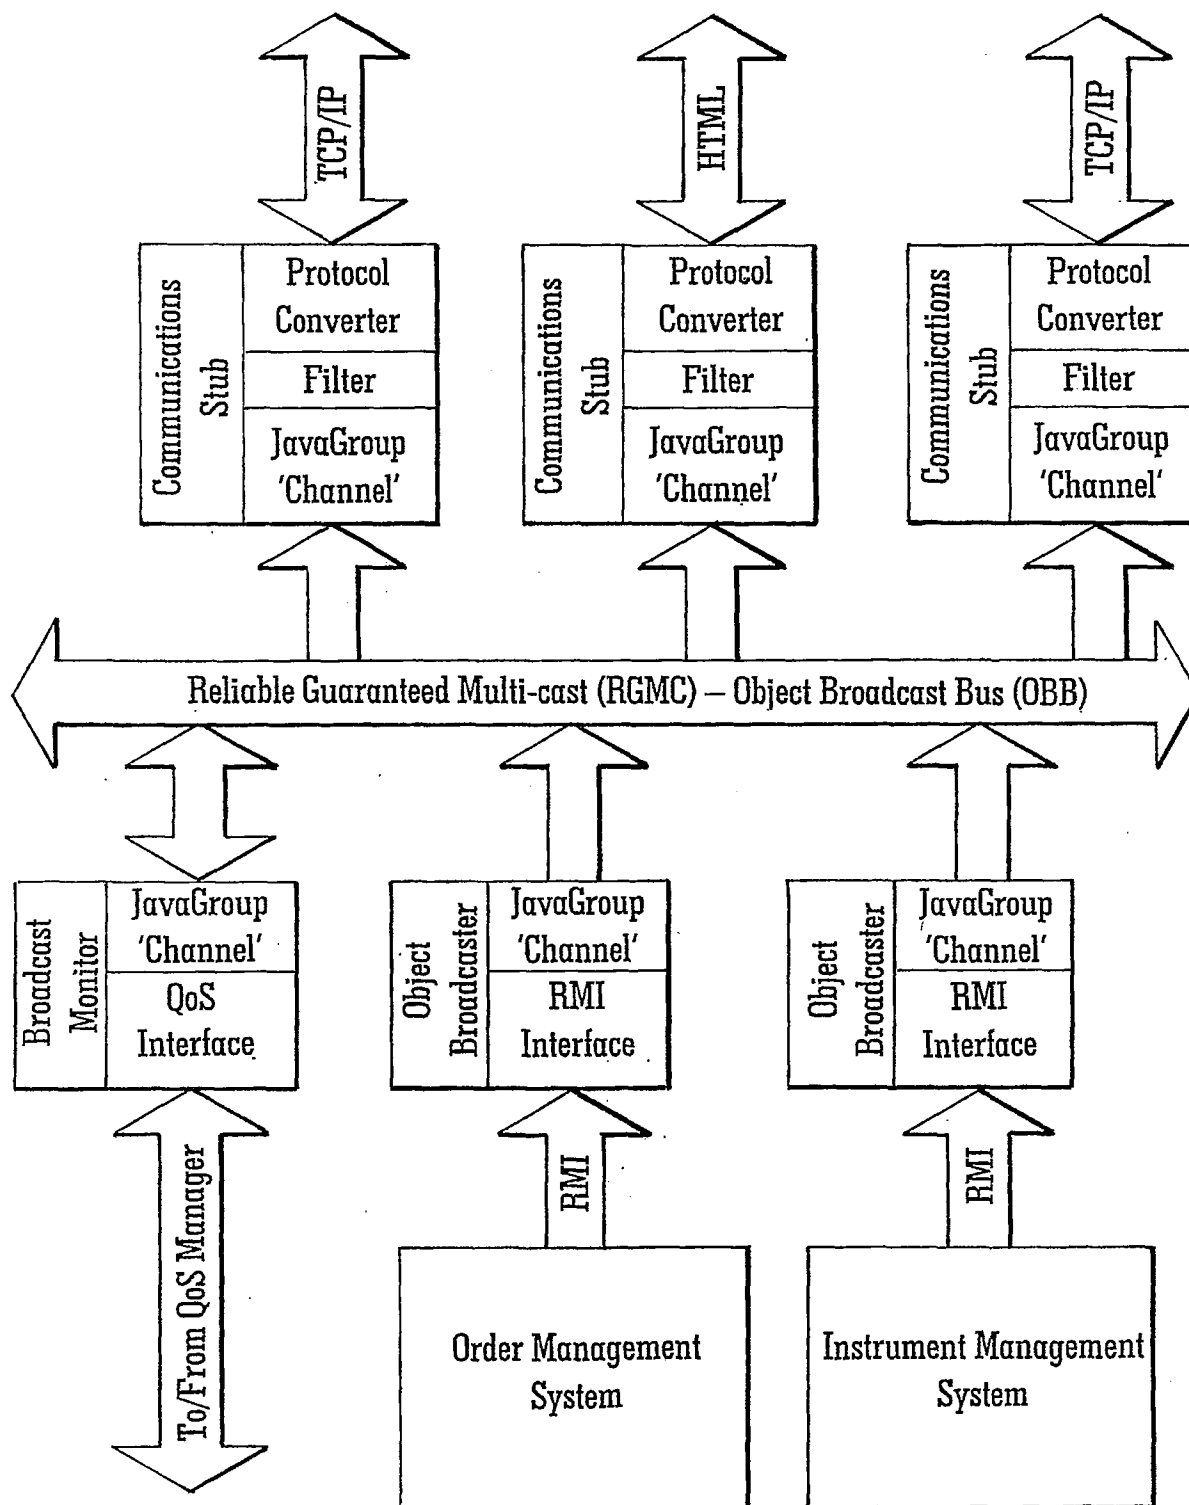 TCP/IP
HTML
TCP/IP
Communications
Stub
Protocol
Converter
Filter
JavaGroup
'Channel'
Communications
Stub
Protocol
Converter
Filter
JavaGroup
'Channel'
Communications
Stub
Protocol
Converter
Filter
JavaGroup
'Channel'
Reliable Guaranteed Multi-cast (RGMC) – Object Broadcast Bus (OBB)
Broadcast
Monitor
JavaGroup
'Channel'
QoS
Interface
Object
Broadcaster
JavaGroup
'Channel'
RMI
Interface
Object
Broadcaster
JavaGroup
'Channel'
RMI
Interface
To/From QoS Manager
RMI
RMI
Order Management
System
Instrument Management
System